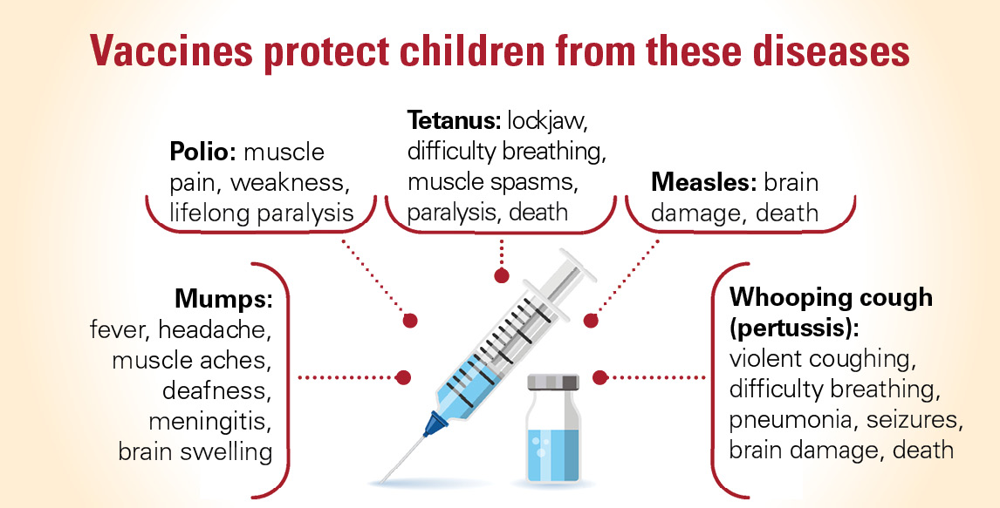 Vaccines protect children from these diseases
Polio: muscle
pain, weakness,
lifelong paralysis
Tetanus: lockjaw,
difficulty breathing,
muscle spasms,
paralysis, death
Measles: brain
damage, death
Mumps:
fever, headache,
muscle aches,
deafness,
meningitis,
brain swelling
Whooping cough
(pertussis):
violent coughing,
difficulty breathing,
pneumonia, seizures,
brain damage, death